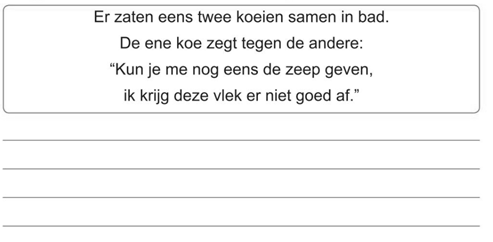 Er zaten eens twee koeien samen in bad.
De ene koe zegt tegen de andere:
“Kun je me nog eens de zeep geven,
ik krijg deze vlek er niet goed af.”